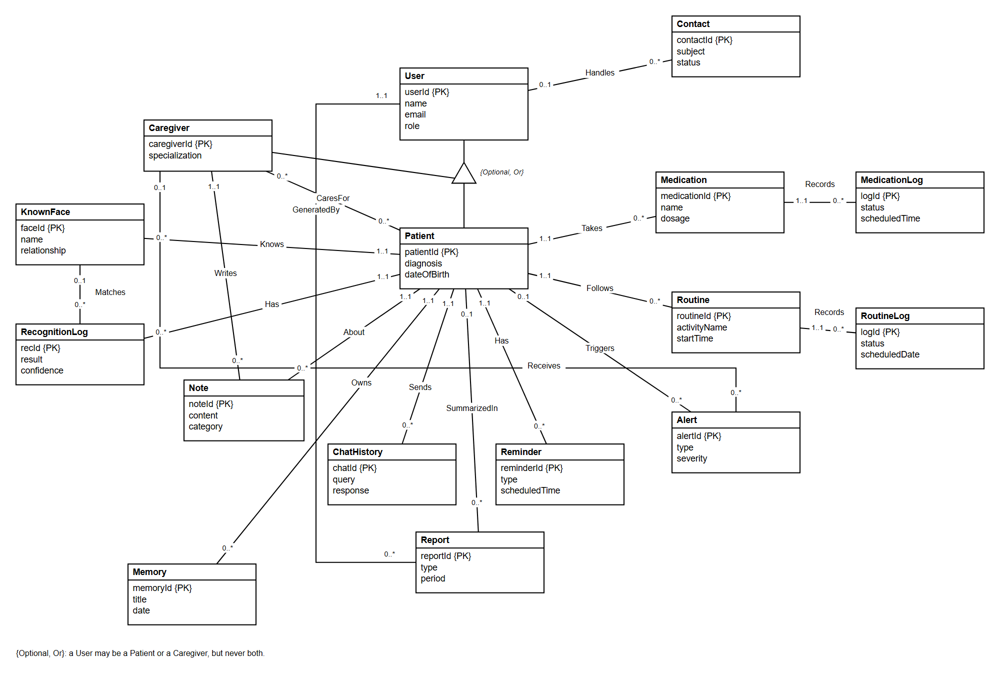 Contact
contactId {PK}
subject
status
0..*
Handles
0..1
User
userId {PK}
name
email
role
1..1
Caregiver
caregiverId {PK}
specialization
{Optional, Or}
0..*
0..1
1..1
CaresFor
GeneratedBy
0..*
Medication
medicationId {PK}
name
dosage
Records
1..1
0..*
MedicationLog
logId {PK}
status
scheduledTime
0..*
Takes
1..1
KnownFace
faceId {PK}
name
relationship
0..*
Knows
1..1
Patient
patientId {PK}
diagnosis
dateOfBirth
Writes
1..1
1..1
0..1
Matches
0..*
Has
Follows
0..*
1..1
1..1
1..1
0..1
1..1
0..1
Routine
routineId {PK}
activityName
startTime
Records
1..1
0..*
RoutineLog
logId {PK}
status
scheduledDate
RecognitionLog
recId {PK}
result
confidence
0..*
About
Has
Triggers
0..*
0..*
Receives
Owns
Sends
SummarizedIn
0..*
0..*
Note
noteId {PK}
content
category
0..*
0..*
Alert
alertId {PK}
type
severity
ChatHistory
chatId {PK}
query
response
Reminder
reminderId {PK}
type
scheduledTime
0..*
Report
reportId {PK}
type
period
0..*
0..*
Memory
memoryId {PK}
title
date
{Optional, Or}: a User may be a Patient or a Caregiver, but never both.